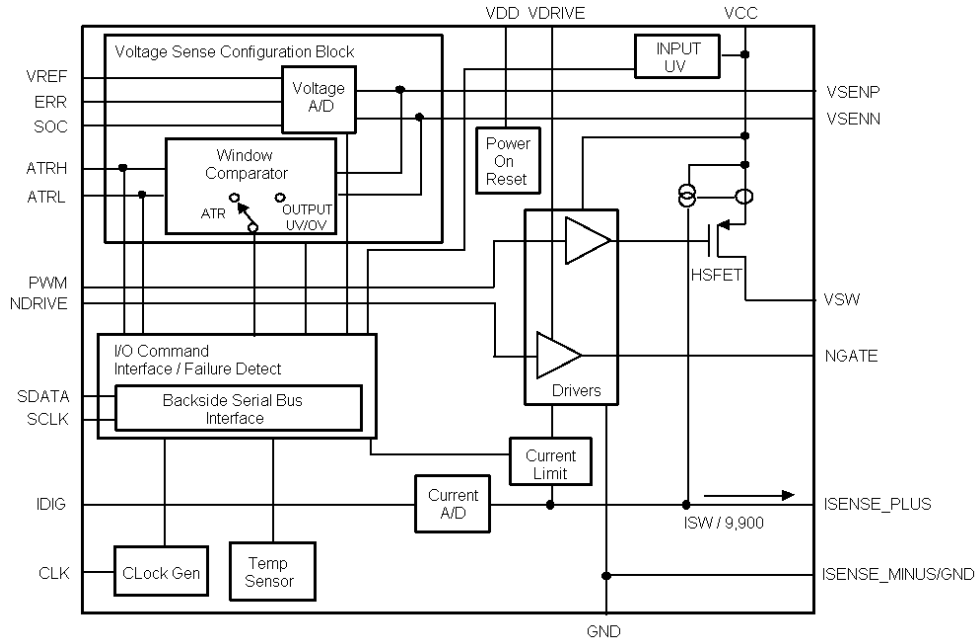 VDD VDRIVE VCC
Voltage Sense Configuration Block
INPUT
UV
VREF
ERR
SOC
Voltage
A/D
VSENP
VSENN
ATRH
ATRL
Window
Comparator
ATR
OUTPUT
UV/OV
Power
On
Reset
PWM
NDRIVE
HSFET
VSW
NGATE
Drivers
I/O Command
Interface / Failure Detect
SDATA
SCLK
Backside Serial Bus
Interface
Current
Limit
IDIG
Current
A/D
ISW / 9,900
ISENSE_PLUS
CLK
CLock Gen
Temp
Sensor
ISENSE_MINUS/GND
GND